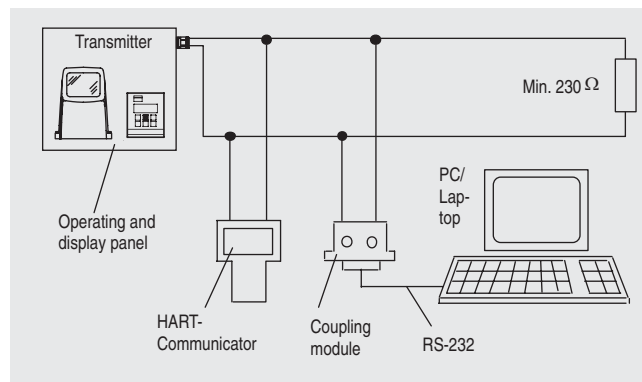 Transmitter
Min. 230 Ω
PC/
Lap-
top
Operating and
display panel
HART-
Communicator
Coupling
module
RS-232